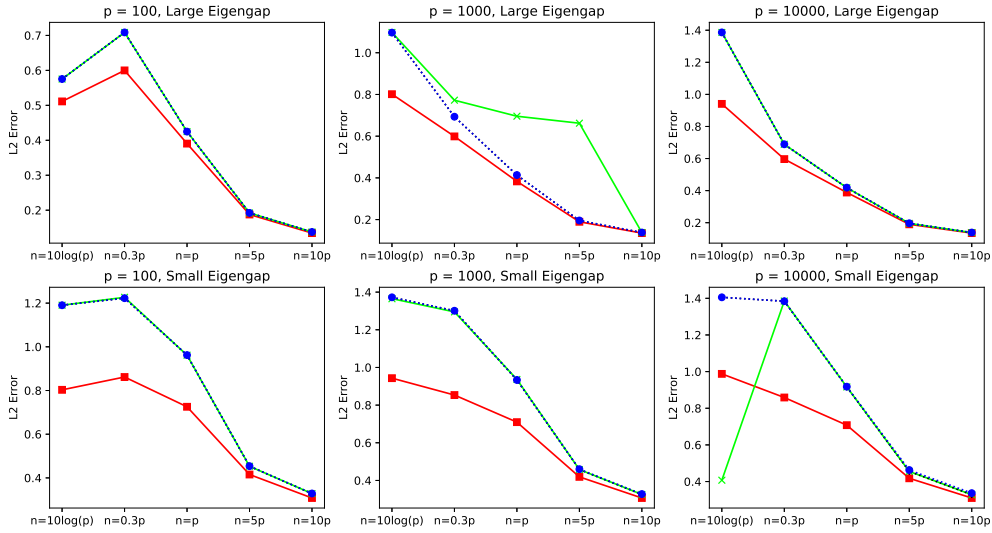 p = 100, Large Eigengap
L2 Error
0.7
0.6
0.5
0.4
0.3
0.2
n=10log(p) n=0.3p n=p n=5p n=10p
p = 1000, Large Eigengap
L2 Error
1.0
0.8
0.6
0.4
0.2
n=10log(p) n=0.3p n=p n=5p n=10p
p = 10000, Large Eigengap
L2 Error
1.4
1.2
1.0
0.8
0.6
0.4
0.2
n=10log(p) n=0.3p n=p n=5p n=10p
p = 100, Small Eigengap
L2 Error
1.2
1.0
0.8
0.6
0.4
n=10log(p) n=0.3p n=p n=5p n=10p
p = 1000, Small Eigengap
L2 Error
1.4
1.2
1.0
0.8
0.6
0.4
n=10log(p) n=0.3p n=p n=5p n=10p
p = 10000, Small Eigengap
L2 Error
1.4
1.2
1.0
0.8
0.6
0.4
n=10log(p) n=0.3p n=p n=5p n=10p